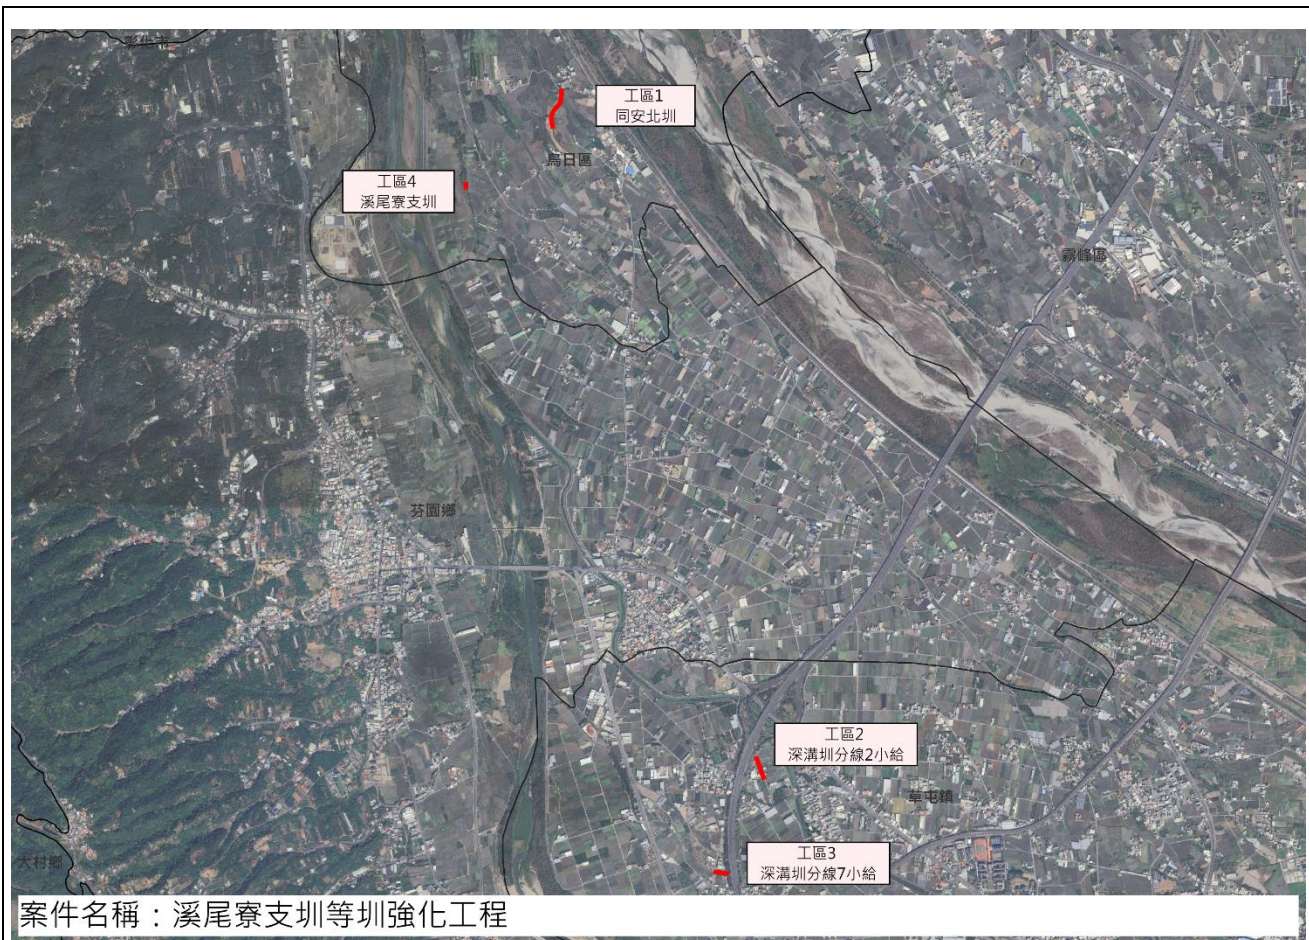 彰化市
工區1
同安北圳
烏日區
工區4
溪尾寮支圳
霧峰區
芬園鄉
工區2
深溝圳分線2小給
草屯鎮
大村鄉
工區3
深溝圳分線7小給
案件名稱：溪尾寮支圳等圳強化工程